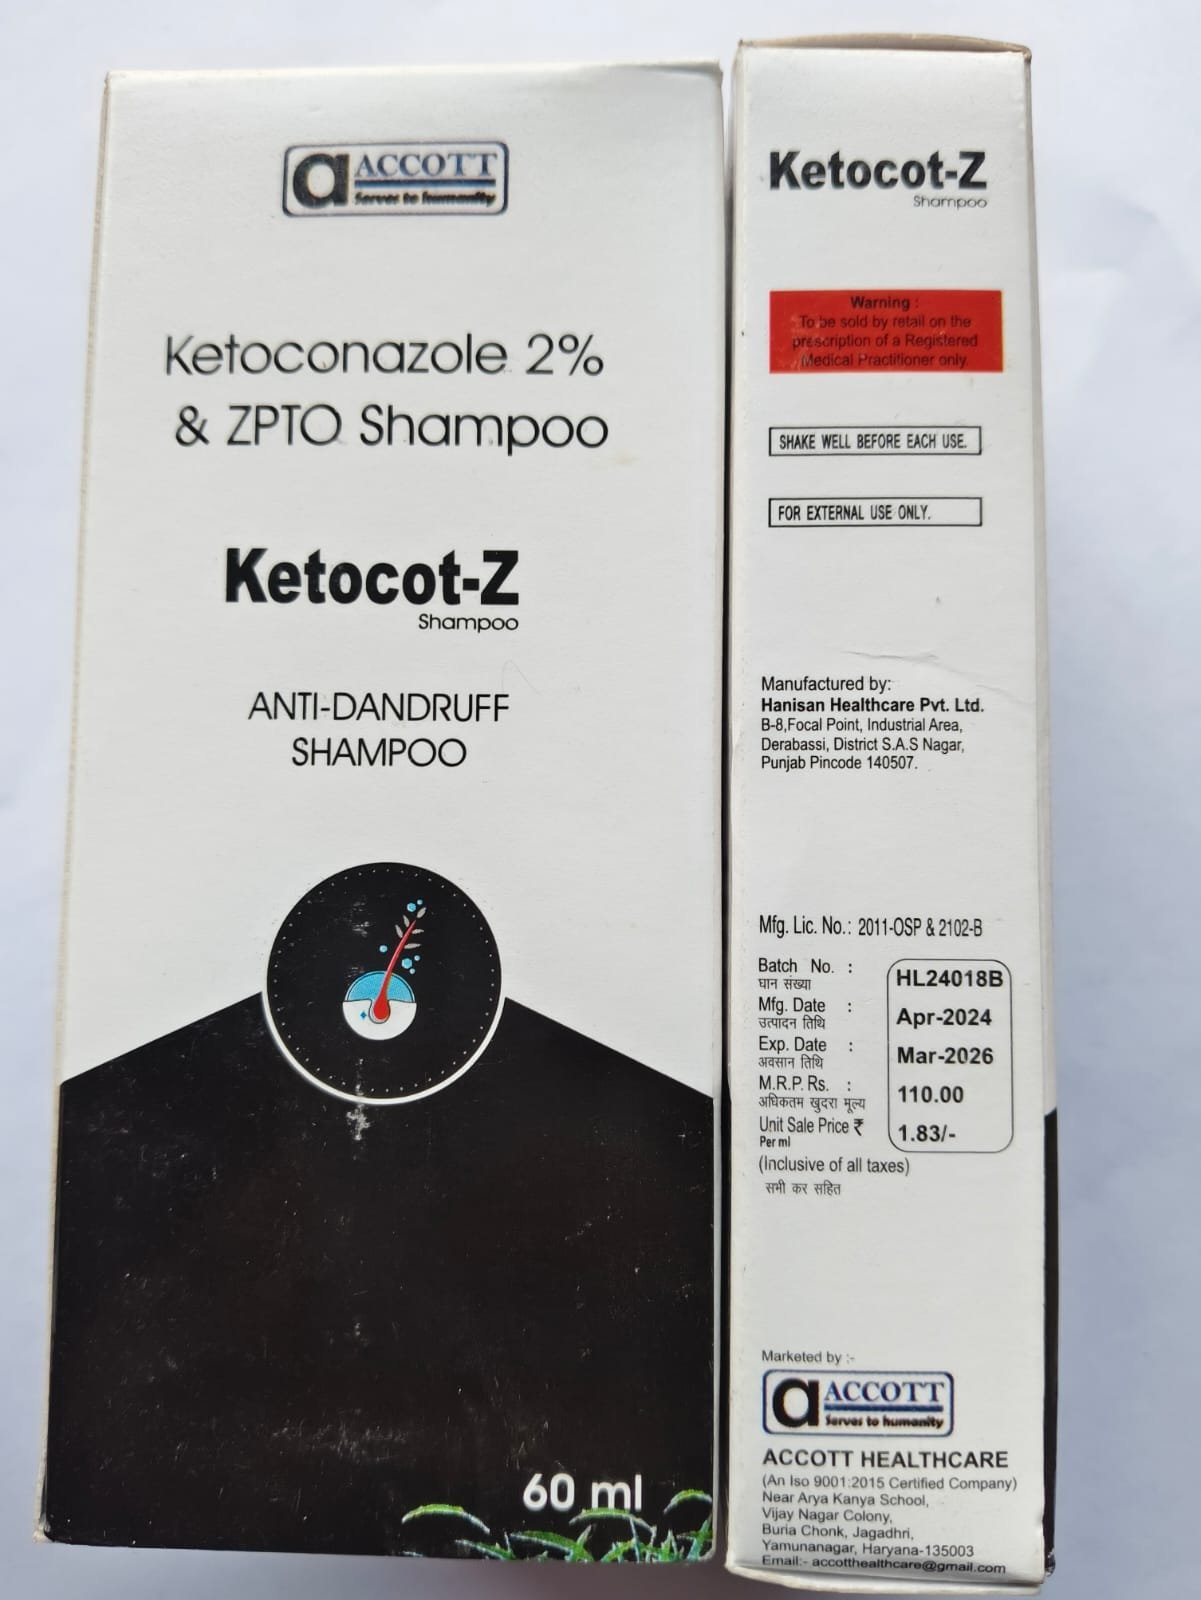 a ACCOTT
Serves to humanity
Ketoconazole 2%
& ZPTO Shampoo
Ketocot-Z
Shampoo
ANTI-DANDRUFF
SHAMPOO
60 ml
Ketocot-Z
Shampoo
Warning :
To be sold by retail on the
prescription of a Registered
Medical Practitioner only.
SHAKE WELL BEFORE EACH USE.
FOR EXTERNAL USE ONLY.
Manufactured by:
Hanisan Healthcare Pvt. Ltd.
B-8,Focal Point, Industrial Area,
Derabassi, District S.A.S Nagar,
Punjab Pincode 140507.
Mfg. Lic. No.: 2011-OSP & 2102-B
Batch No. : HL24018B
घान संख्या
Mfg. Date : Apr-2024
उत्पादन तिथि
Exp. Date : Mar-2026
अवसान तिथि
M.R.P. Rs. : 110.00
अधिकतम खुदरा मूल्य
Unit Sale Price ₹ 1.83/-
Per ml
(Inclusive of all taxes)
सभी कर सहित
Marketed by :-
a ACCOTT
Serves to humanity
ACCOTT HEALTHCARE
(An Iso 9001:2015 Certified Company)
Near Arya Kanya School,
Vijay Nagar Colony,
Buria Chonk, Jagadhri,
Yamunanagar, Haryana-135003
Email:- accotthealthcare@gmail.com